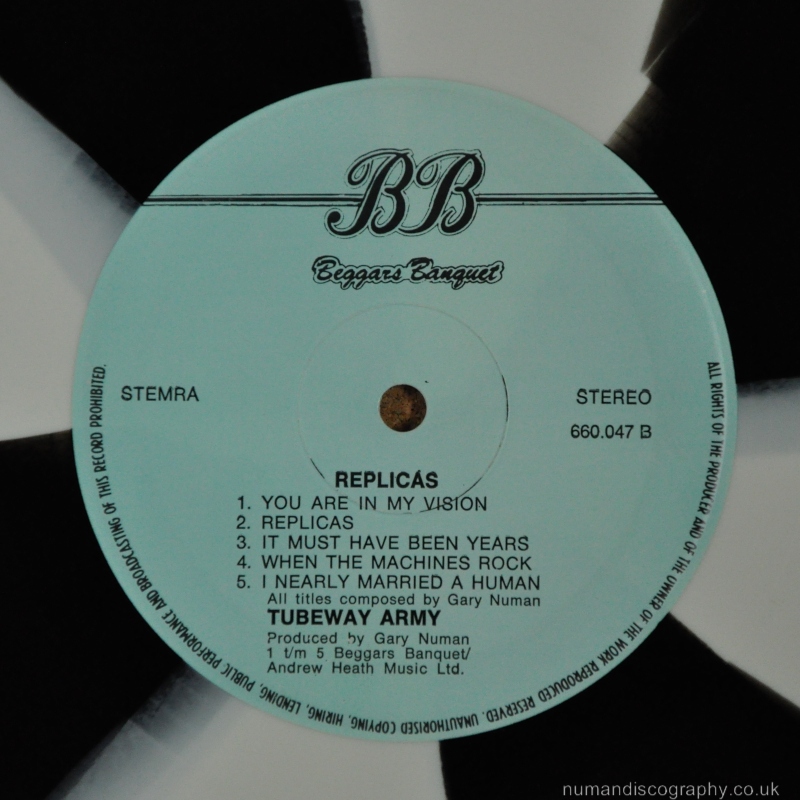 BB
Beggars Banquet
STEMRA
STEREO
660.047 B
REPLICAS
1. YOU ARE IN MY VISION
2. REPLICAS
3. IT MUST HAVE BEEN YEARS
4. WHEN THE MACHINES ROCK
5. I NEARLY MARRIED A HUMAN
All titles composed by Gary Numan
TUBEWAY ARMY
Produced by Gary Numan
1 t/m 5 Beggars Banquet/
Andrew Heath Music Ltd.
ALL RIGHTS OF THE PRODUCER AND OF THE OWNER OF THE WORK REPRODUCED RESERVED. UNAUTHORISED COPYING, HIRING, LENDING, PUBLIC PERFORMANCE AND BROADCASTING OF THIS RECORD PROHIBITED.
numandiscography.co.uk